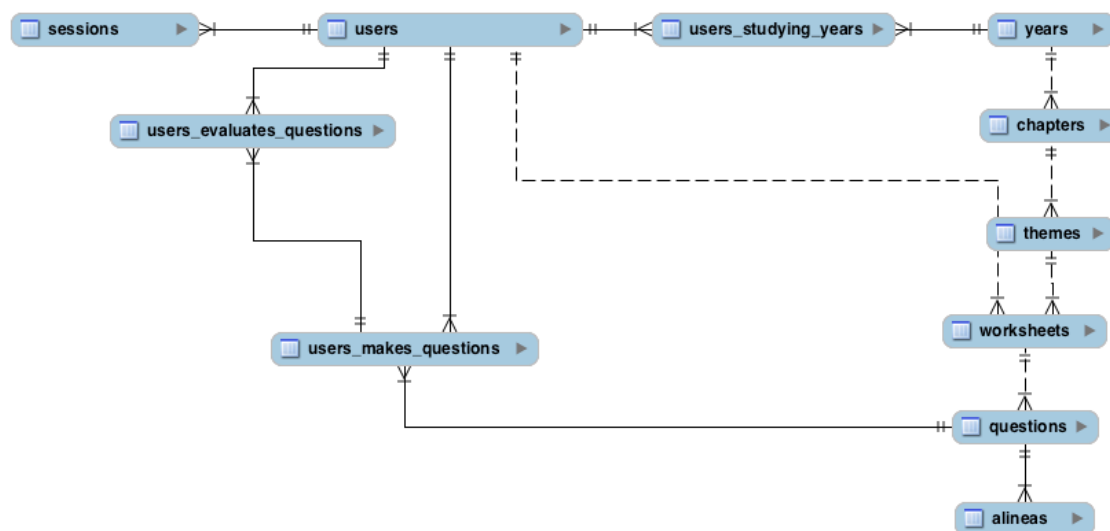 sessions
users
users_studying_years
years
users_evaluates_questions
chapters
themes
worksheets
users_makes_questions
questions
alineas